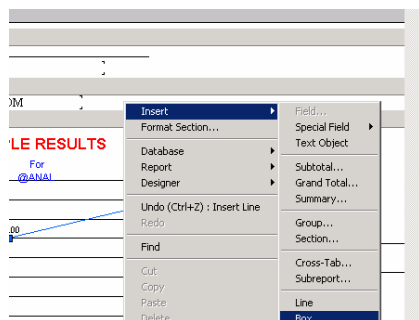 OM
PLE RESULTS
For
@ANAL
.00
Insert
Format Section...
Database
Report
Designer
Undo (Ctrl+Z) : Insert Line
Redo
Find
Cut
Copy
Paste
Delete
Field...
Special Field
Text Object
Subtotal...
Grand Total...
Summary...
Group...
Section...
Cross-Tab...
Subreport...
Line
Box